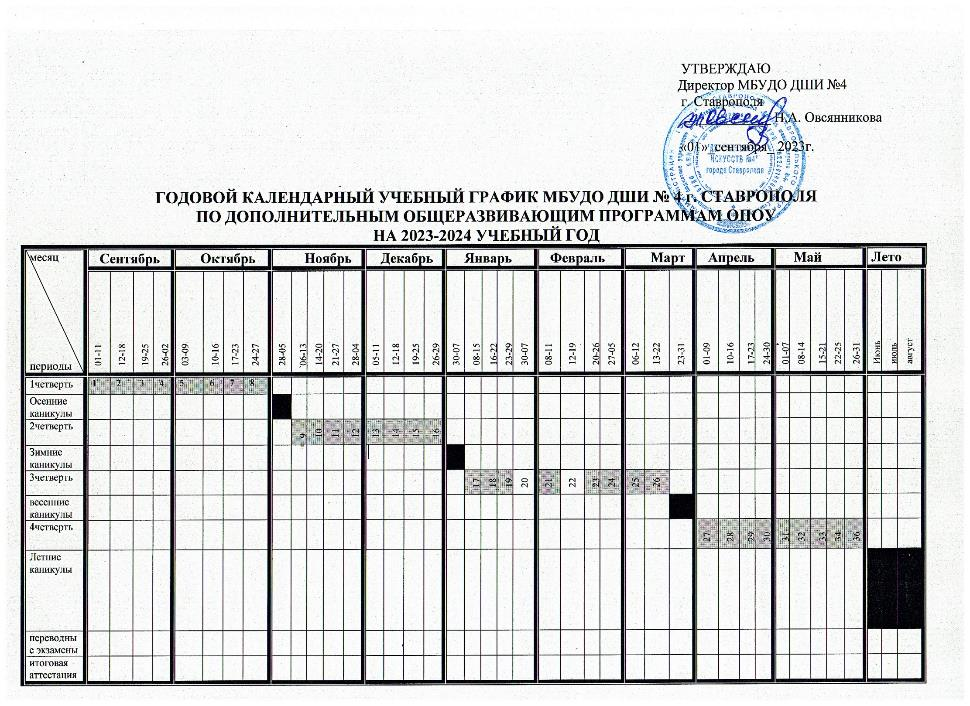 УТВЕРЖДАЮ
Директор МБУДО ДШИ №4
г. Ставрополя
Н.А. Овсянникова
«01» сентября 2023г.
ИСКУССТВ №4"
города Ставрополя
ГОДОВОЙ КАЛЕНДАРНЫЙ УЧЕБНЫЙ ГРАФИК МБУДО ДШИ № 4 г. СТАВРОПОЛЯ
ПО ДОПОЛНИТЕЛЬНЫМ ОБЩЕРАЗВИВАЮЩИМ ПРОГРАММАМ ОПОУ
НА 2023-2024 УЧЕБНЫЙ ГОД
месяц Сентябрь Октябрь Ноябрь Декабрь Январь Февраль Март Апрель Май Лето
периоды 01-11 12-18 19-25 26-02 03-09 10-16 17-23 24-27 28-05 06-13 14-20 21-27 28-04 05-11 12-18 19-25 26-29 30-07 08-15 16-22 23-29 30-07 08-11 12-19 20-26 27-05 06-12 13-22 23-31 01-09 10-16 17-23 24-30 01-07 08-14 15-21 22-25 26-31 Июнь июль август
1четверть 1 2 3 4 5 6 7 8
Осенние
каникулы
2четверть 9 10 11 12 13 14 15 16
Зимние
каникулы
3четверть 17 18 19 20 21 22 23 24 25 26
весенние
каникулы
4четверть 27 28 29 30 31 32 33 34 36
Летние
каникулы
переводны
е экзамены
итоговая
аттестация